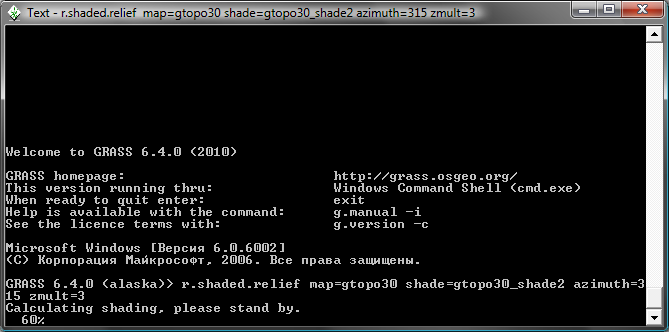 Text - r.shaded.relief map=gtopo30 shade=gtopo30_shade2 azimuth=315 zmult=3
Welcome to GRASS 6.4.0 (2010)
GRASS homepage: http://grass.osgeo.org/
This version running thru: Windows Command Shell (cmd.exe)
When ready to quit enter: exit
Help is available with the command: g.manual -i
See the licence terms with: g.version -c
Microsoft Windows [Версия 6.0.6002]
(C) Корпорация Майкрософт, 2006. Все права защищены.
GRASS 6.4.0 (alaska)> r.shaded.relief map=gtopo30 shade=gtopo30_shade2 azimuth=3
15 zmult=3
Calculating shading, please stand by.
60%